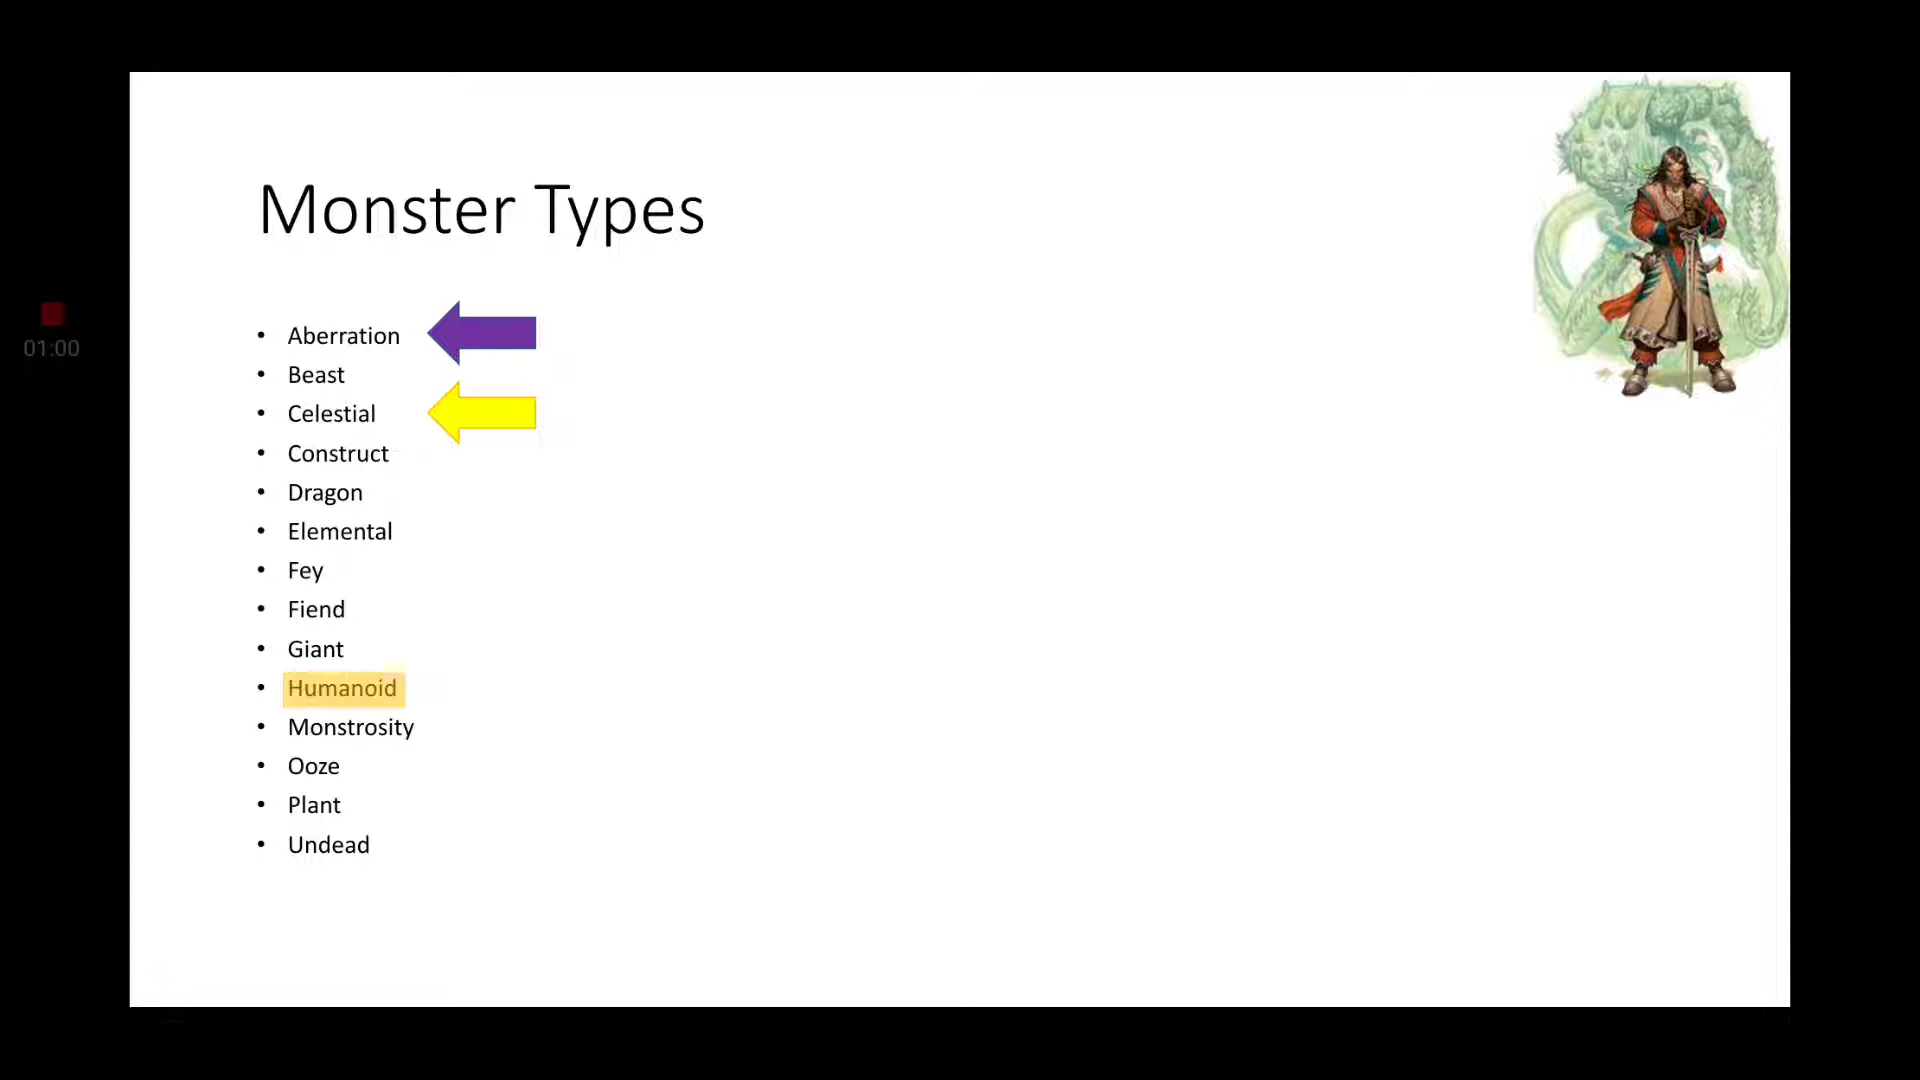 Monster Types
• Aberration
• Beast
• Celestial
• Construct
• Dragon
• Elemental
• Fey
• Fiend
• Giant
• Humanoid
• Monstrosity
• Ooze
• Plant
• Undead
01:00